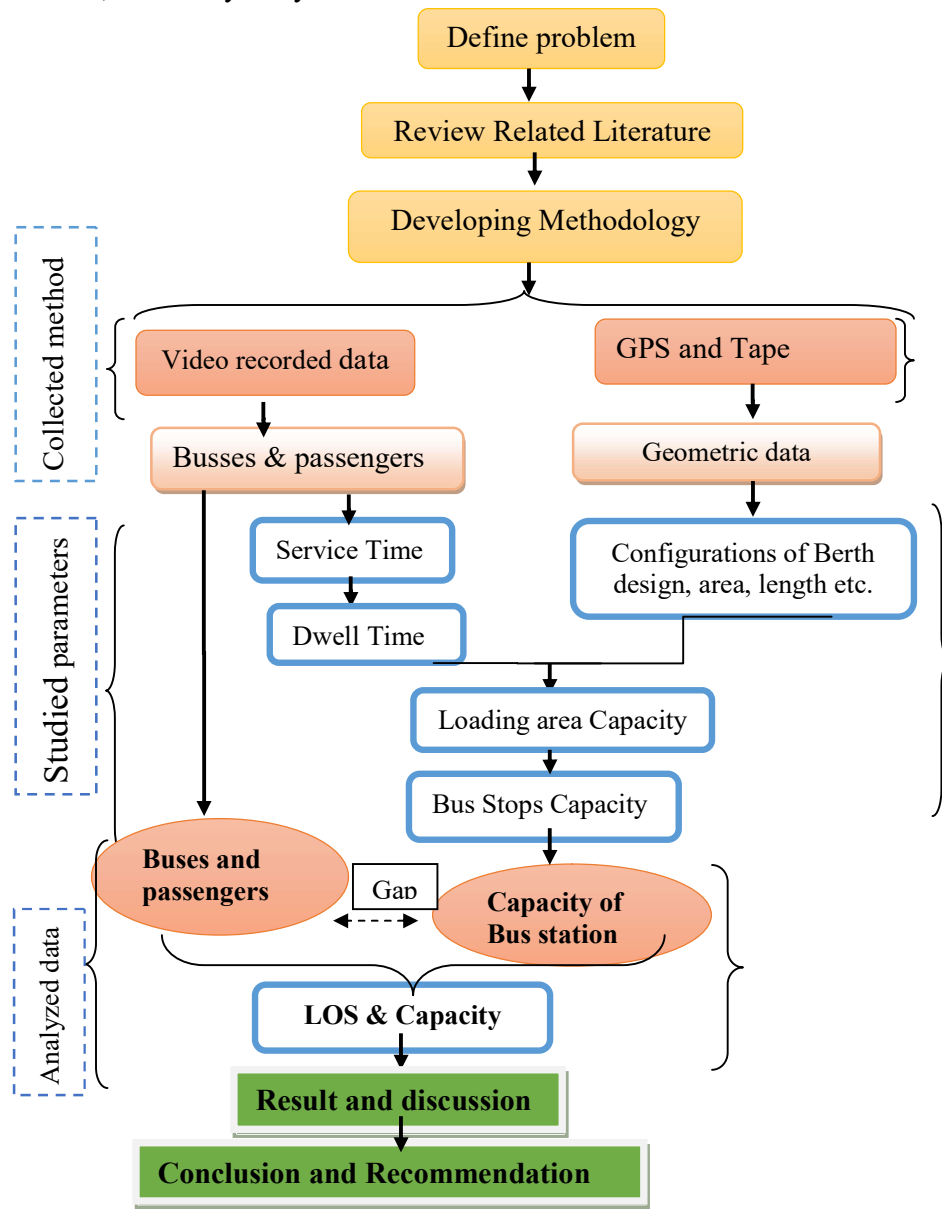 Define problem
Review Related Literature
Developing Methodology
Collected method
Video recorded data
GPS and Tape
Busses & passengers
Geometric data
Studied parameters
Service Time
Configurations of Berth
design, area, length etc.
Dwell Time
Loading area Capacity
Bus Stops Capacity
Buses and
passengers
Gap
Capacity of
Bus station
Analyzed data
LOS & Capacity
Result and discussion
Conclusion and Recommendation